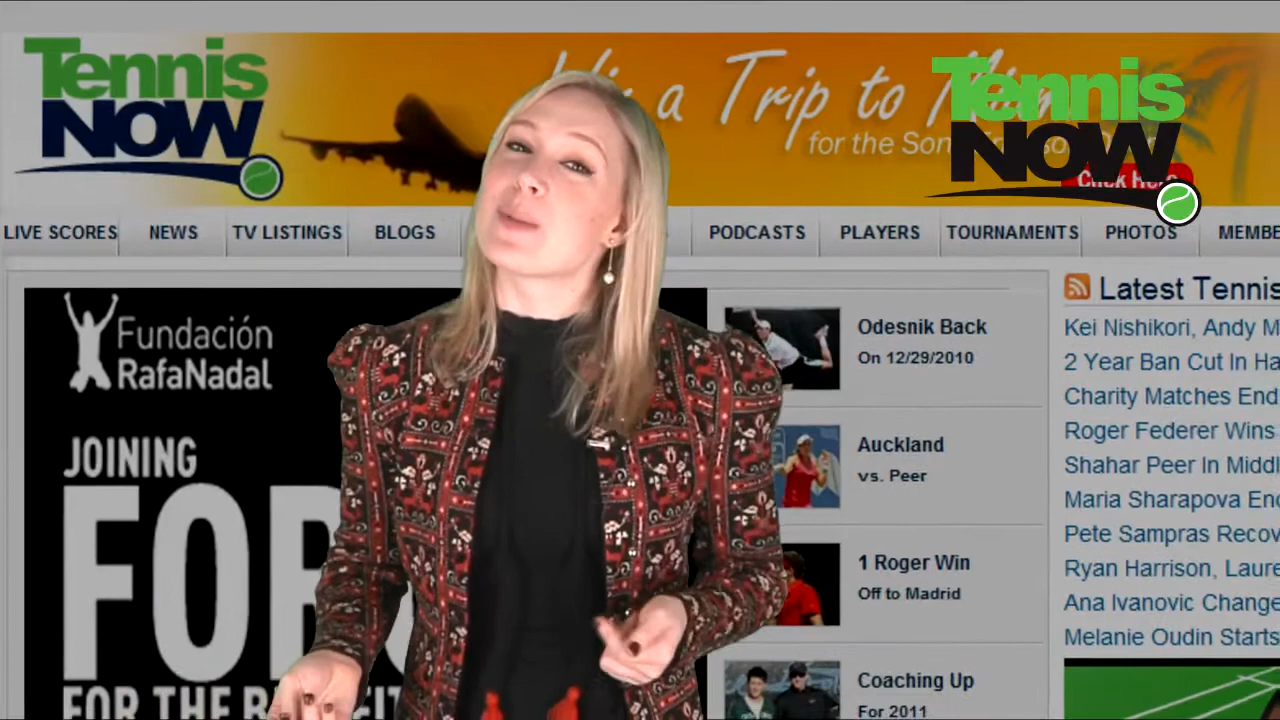 Tennis
NOW
a Trip to
for the
Click Here
Tennis
NOW
LIVE SCORES
NEWS
TV LISTINGS
BLOGS
PODCASTS
PLAYERS
TOURNAMENTS
PHOTOS
MEMBE
Fundación
RafaNadal
JOINING
FOR
FOR THE B
Odesnik Back
On 12/29/2010
Auckland
vs. Peer
1 Roger Win
Off to Madrid
Coaching Up
For 2011
Latest Tennis
Kei Nishikori, Andy M
2 Year Ban Cut In Ha
Charity Matches End
Roger Federer Wins
Shahar Peer In Middl
Maria Sharapova End
Pete Sampras Recov
Ryan Harrison, Laure
Ana Ivanovic Change
Melanie Oudin Starts